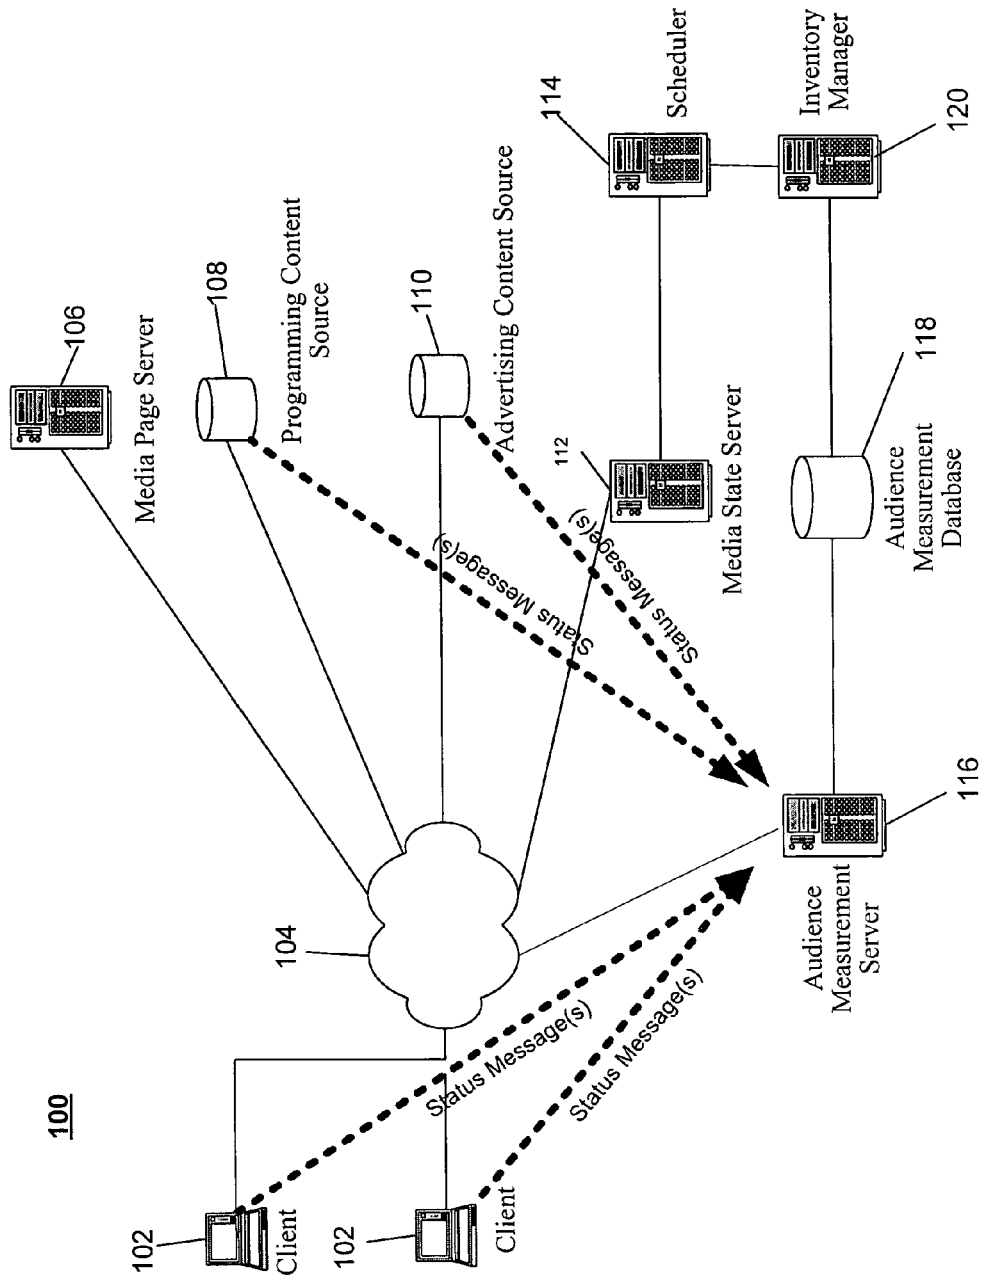 100
106
Media Page Server
108
Programming Content
Source
110
Advertising Content Source
104
102
Client
102
Client
Status Message(s)
Status Message(s)
Status Message(s)
Status Message(s)
112
Media State Server
114
Scheduler
Inventory
Manager
120
118
Audience
Measurement
Database
116
Audience
Measurement
Server